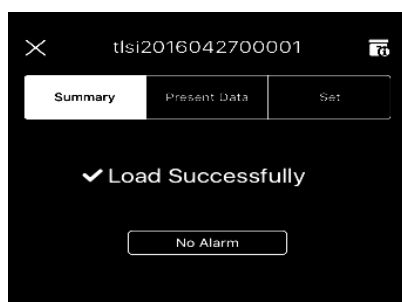 tlsi2016042700001
Summary Present Data Set
Load Successfully
No Alarm